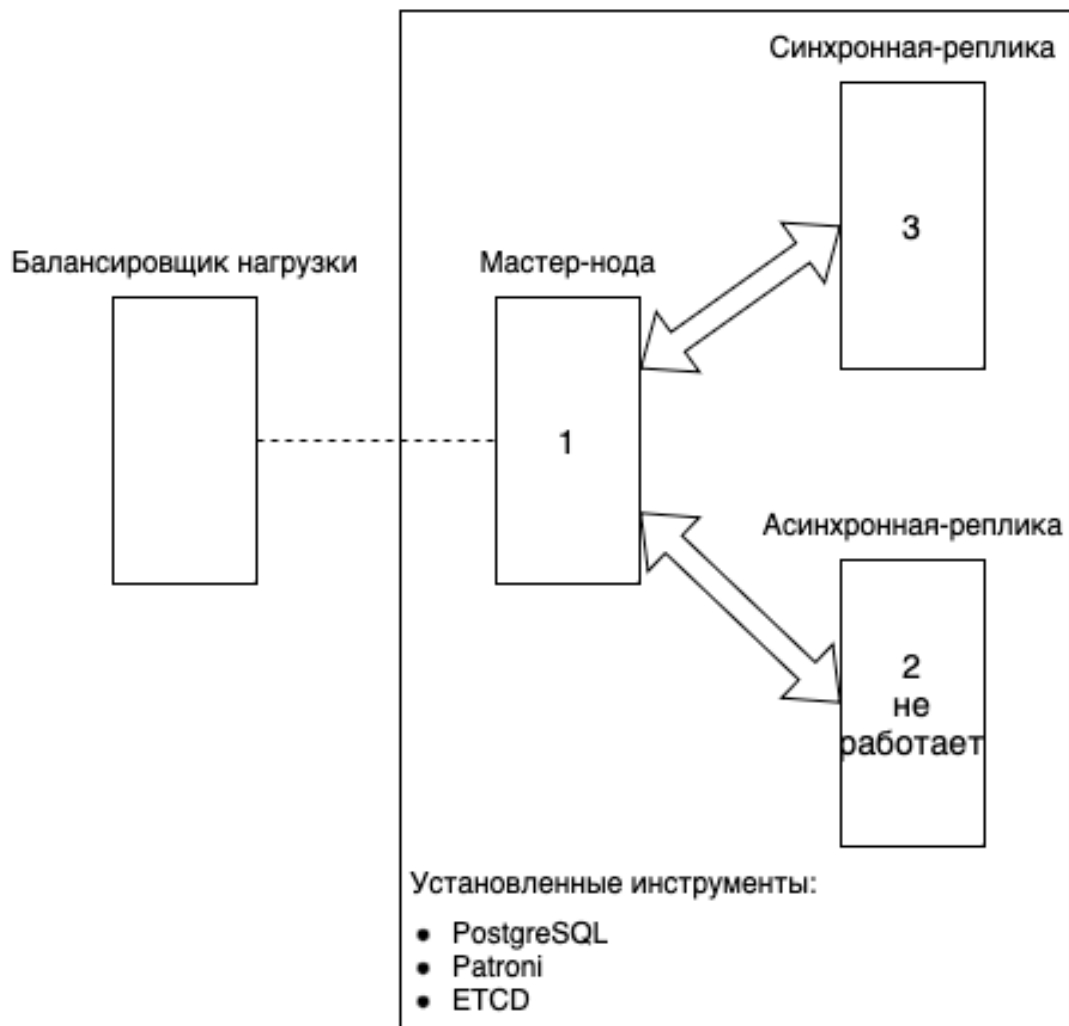 Синхронная-реплика
3
Балансировщик нагрузки
Мастер-нода
1
Асинхронная-реплика
2
не
работает
Установленные инструменты:
● PostgreSQL
● Patroni
● ETCD